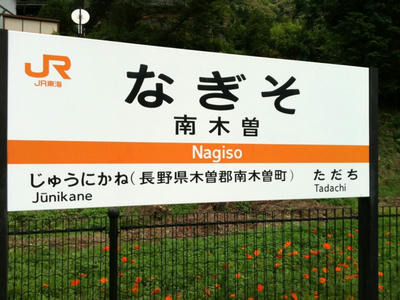 JR
JR東海
なぎそ
南木曽
Nagiso
じゅうにかね(長野県木曽郡南木曽町) ただち
Jūnikane Tadachi